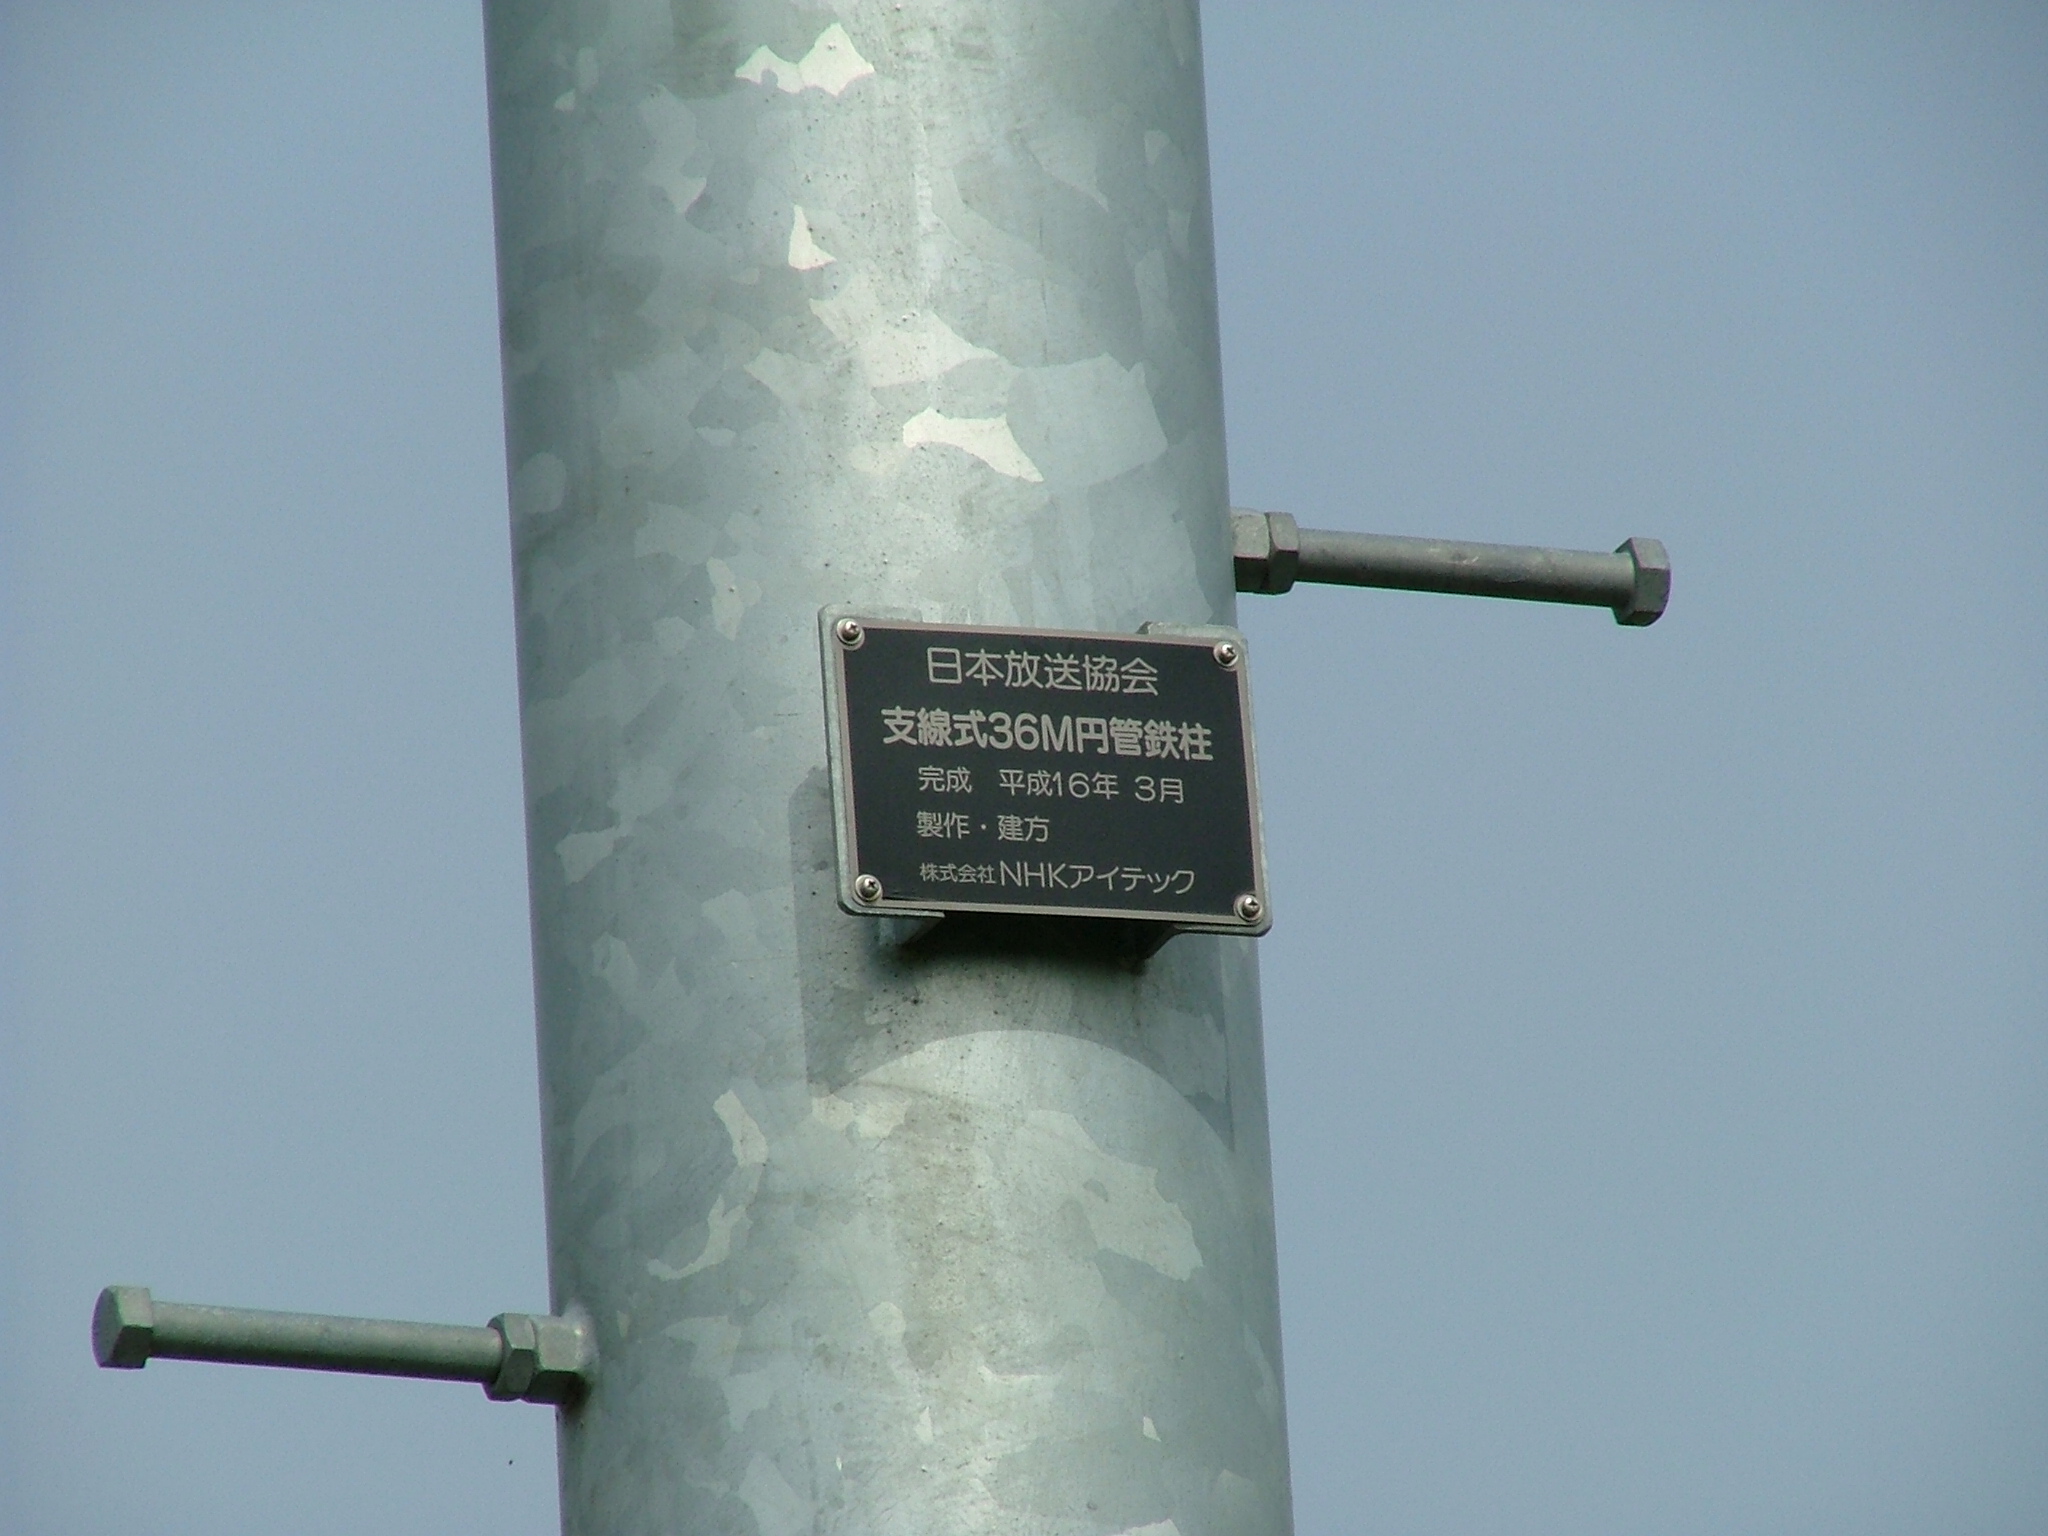 日本放送協会
支線式36M円管鉄柱
完成 平成16年 3月
製作・建方
株式会社NHKアイテック